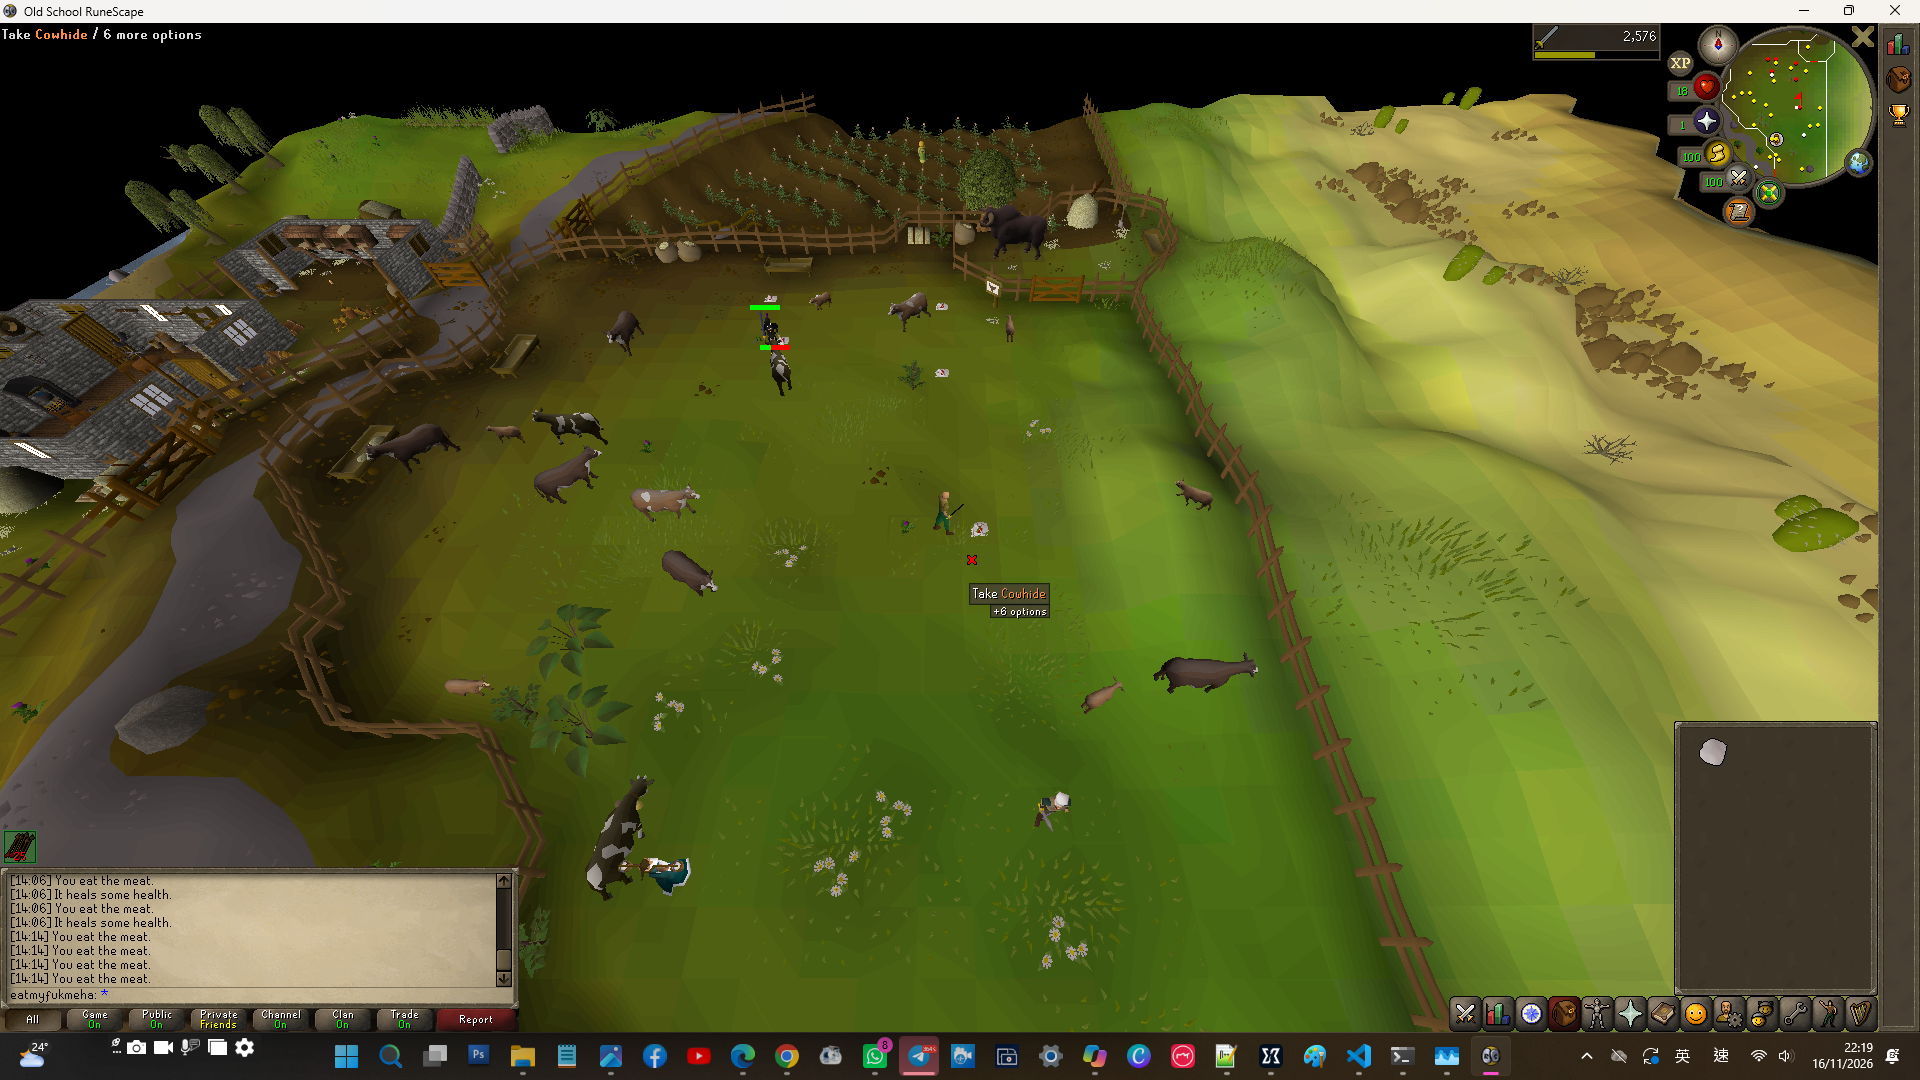 Old School RuneScape
Take Cowhide / 6 more options
2,576
N
XP
18
1
100
100
Take Cowhide
+6 options
23
[14:06] You eat the meat.
[14:06] It heals some health.
[14:06] You eat the meat.
[14:06] It heals some health.
[14:14] You eat the meat.
[14:14] You eat the meat.
[14:14] You eat the meat.
[14:14] You eat the meat.
eatmyfukmeha: *
All
Game
On
Public
On
Private
Friends
Channel
On
Clan
On
Trade
On
Report
24°
Ps
8
英
速
22:19
16/11/2026